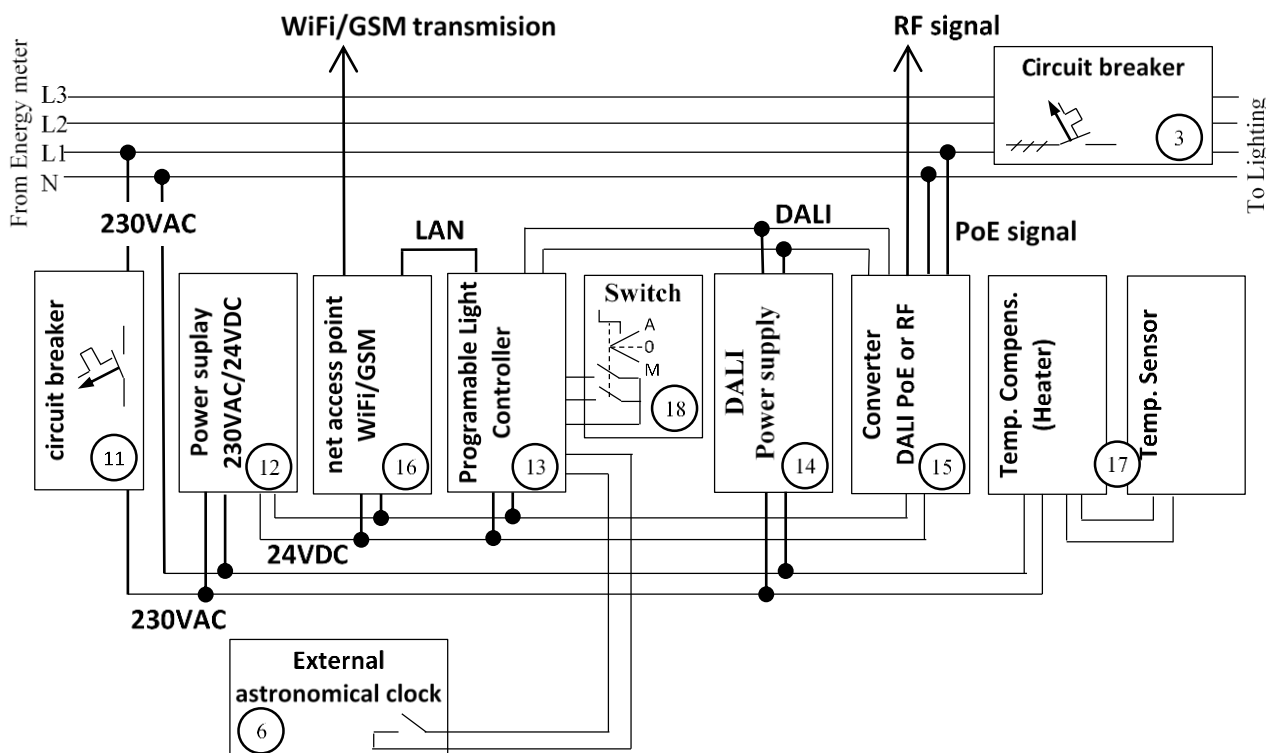 WiFi/GSM transmision
RF signal
Circuit breaker
3
From Energy meter
L3
L2
L1
N
To Lighting
230VAC
LAN
DALI
PoE signal
circuit breaker
11
Power suplay
230VAC/24VDC
12
net access point
WiFi/GSM
16
Programable Light
Controller
13
Switch
A
0
M
18
DALI
Power supply
14
Converter
DALI PoE or RF
15
Temp. Compens.
(Heater)
17
Temp. Sensor
24VDC
230VAC
External
astronomical clock
6